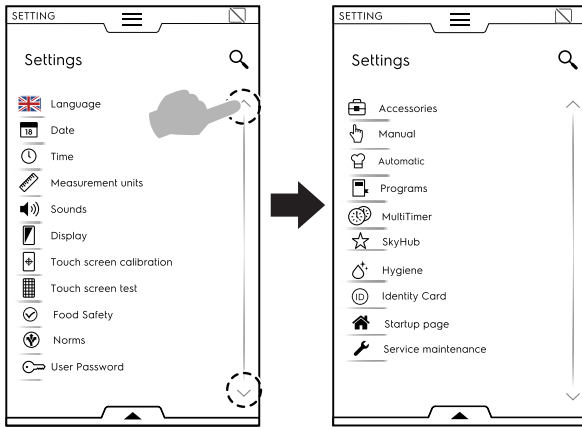 SETTING
Settings
Language
18 Date
Time
Measurement units
Sounds
Display
Touch screen calibration
Touch screen test
Food Safety
Norms
User Password
SETTING
Settings
Accessories
Manual
Automatic
Programs
MultiTimer
SkyHub
Hygiene
ID Identity Card
Startup page
Service maintenance